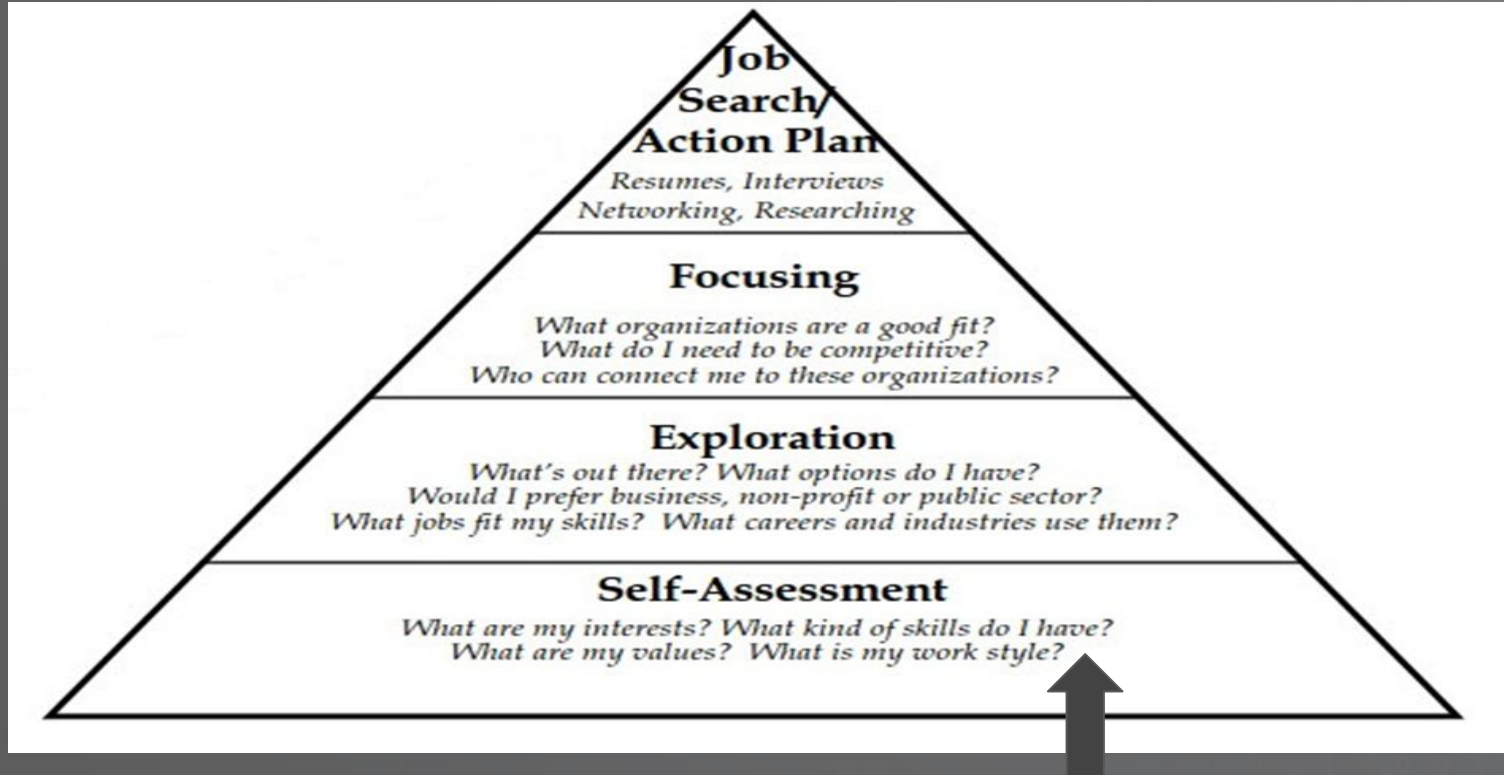 Job
Search/
Action Plan
Resumes, Interviews
Networking, Researching
Focusing
What organizations are a good fit?
What do I need to be competitive?
Who can connect me to these organizations?
Exploration
What's out there? What options do I have?
Would I prefer business, non-profit or public sector?
What jobs fit my skills? What careers and industries use them?
Self-Assessment
What are my interests? What kind of skills do I have?
What are my values? What is my work style?